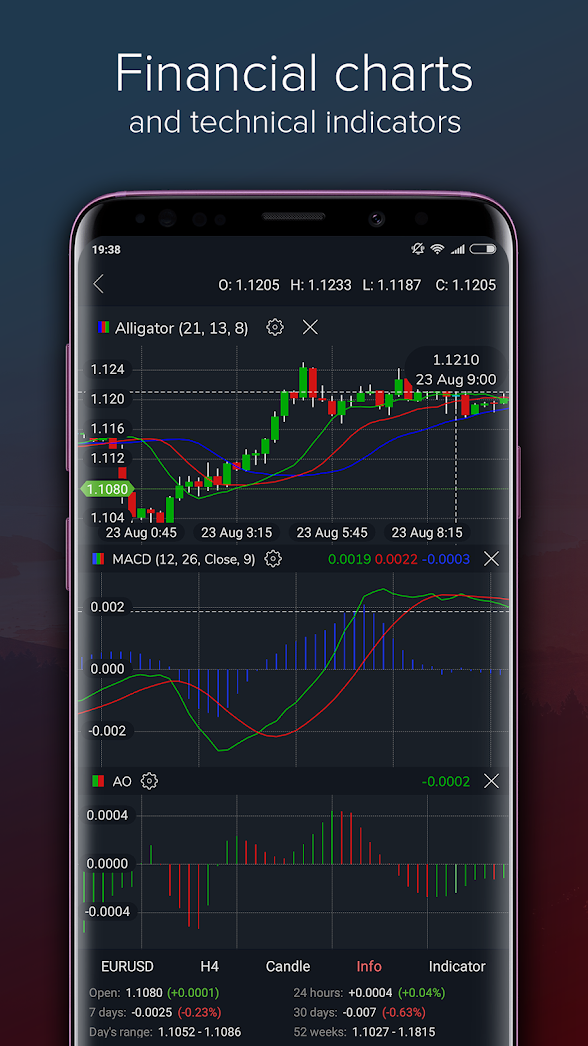 Financial charts
and technical indicators
19:38
O: 1.1205 H: 1.1233 L: 1.1187 C: 1.1205
Alligator (21, 13, 8)
1.1210
23 Aug 9:00
1.124
1.120
1.116
1.112
1.1080
1.104
23 Aug 0:45 23 Aug 3:15 23 Aug 5:45 23 Aug 8:15
MACD (12, 26, Close, 9) 0.0019 0.0022 -0.0003
0.002
0.000
-0.002
AO -0.0002
0.0004
0.0000
-0.0004
EURUSD H4 Candle Info Indicator
Open: 1.1080 (+0.0001) 24 hours: +0.0004 (+0.04%)
7 days: -0.0025 (-0.23%) 30 days: -0.007 (-0.63%)
Day's range: 1.1052 - 1.1086 52 weeks: 1.1027 - 1.1815